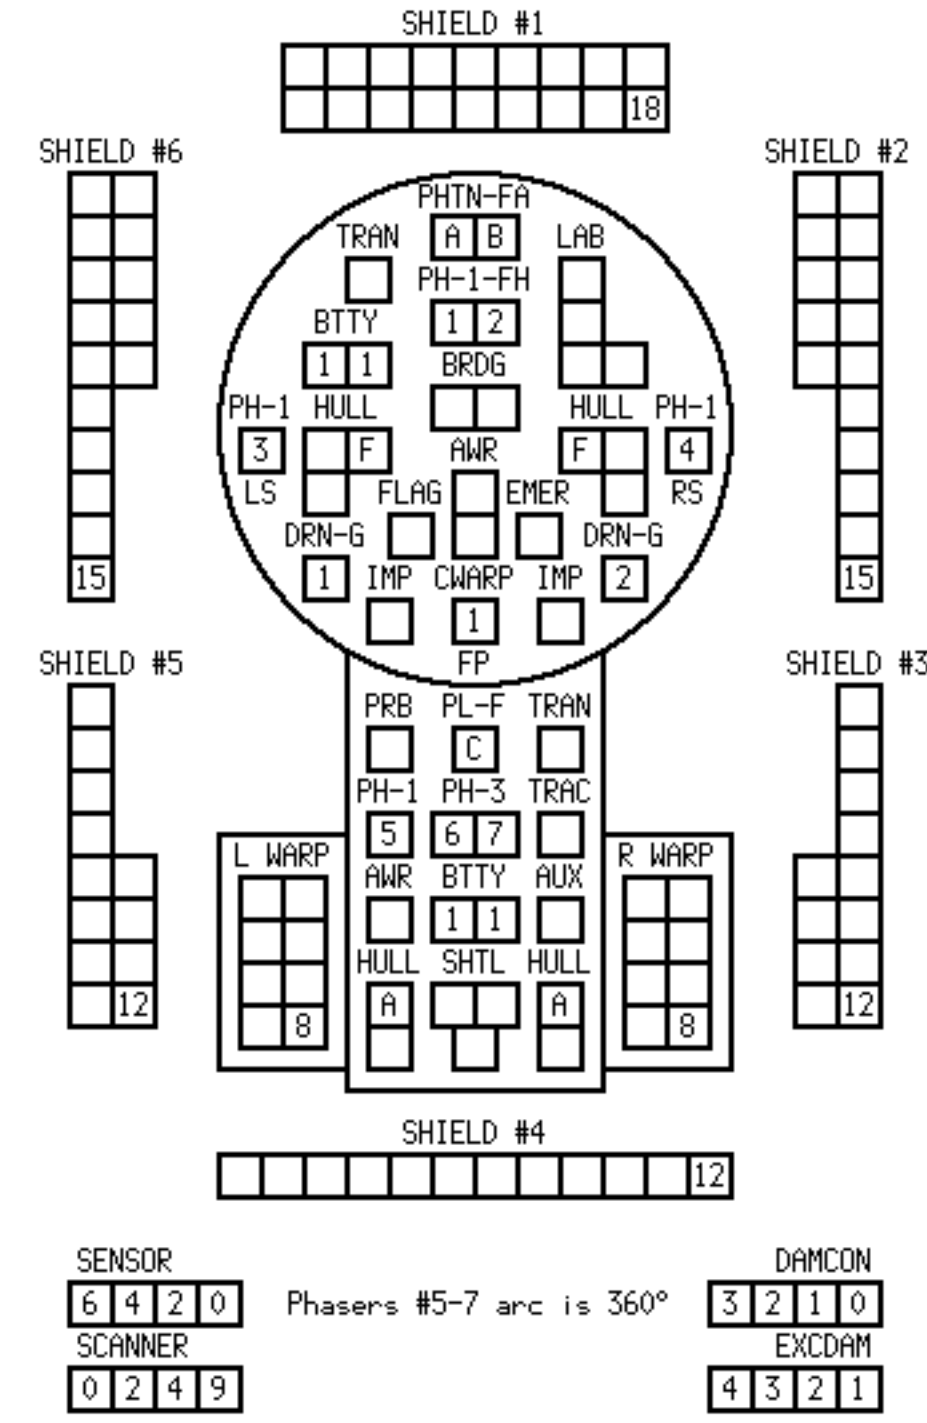 SHIELD #1
18
SHIELD #6
SHIELD #2
PHTN-FA
TRAN
A B
LAB
PH-1-FH
BTTY
1 2
1 1
BRDG
PH-1 HULL
HULL PH-1
3 F
AWR
F 4
LS
FLAG
EMER
RS
DRN-G
DRN-G
15
1
IMP CWARP IMP
2
15
1
SHIELD #5
FP
SHIELD #3
PRB PL-F TRAN
C
PH-1 PH-3 TRAC
5 6 7
L WARP
R WARP
AWR BTTY AUX
1 1
HULL SHTL HULL
12
8
A
A
8
12
SHIELD #4
12
SENSOR
DAMCON
6 4 2 0
Phasers #5-7 arc is 360°
3 2 1 0
SCANNER
EXCDAM
0 2 4 9
4 3 2 1